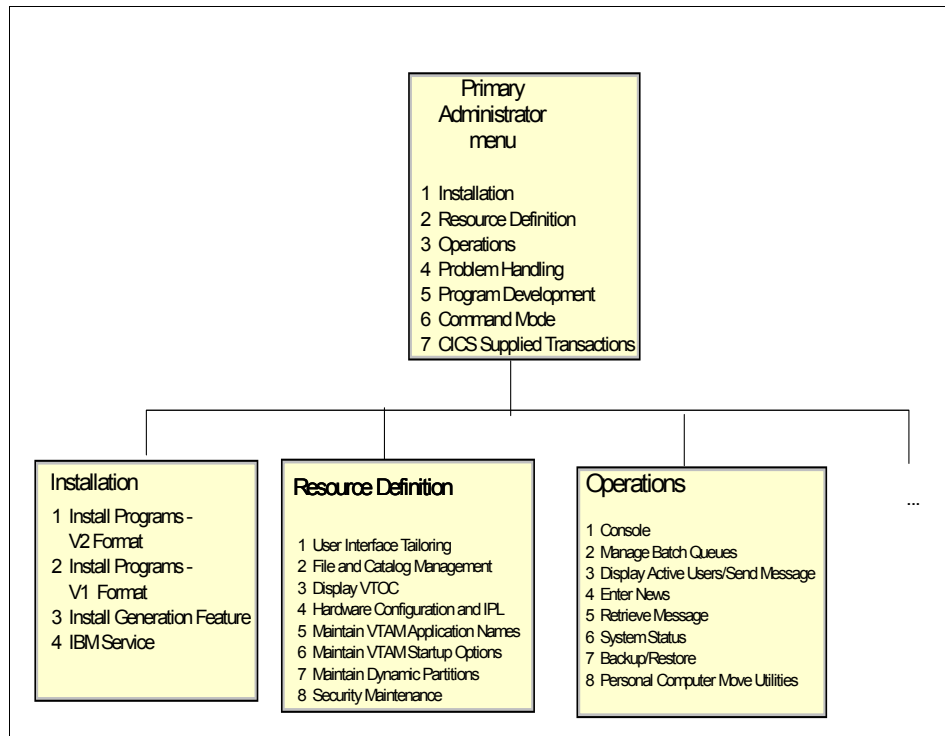 Primary
Administrator
menu
1 Installation
2 Resource Definition
3 Operations
4 Problem Handling
5 Program Development
6 Command Mode
7 CICS Supplied Transactions
Installation
1 Install Programs -
V2 Format
2 Install Programs -
V1 Format
3 Install Generation Feature
4 IBM Service
Resource Definition
1 User Interface Tailoring
2 File and Catalog Management
3 Display VTOC
4 Hardware Configuration and IPL
5 Maintain VTAM Application Names
6 Maintain VTAM Startup Options
7 Maintain Dynamic Partitions
8 Security Maintenance
Operations
1 Console
2 Manage Batch Queues
3 Display Active Users/Send Message
4 Enter News
5 Retrieve Message
6 System Status
7 Backup/Restore
8 Personal Computer Move Utilities
...